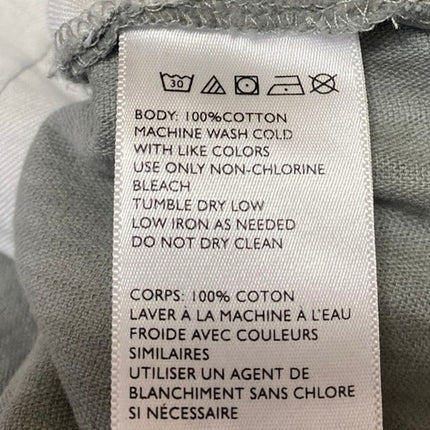 30
BODY: 100%COTTON
MACHINE WASH COLD
WITH LIKE COLORS
USE ONLY NON-CHLORINE
BLEACH
TUMBLE DRY LOW
LOW IRON AS NEEDED
DO NOT DRY CLEAN
CORPS: 100% COTON
LAVER À LA MACHINE À L'EAU
FROIDE AVEC COULEURS
SIMILAIRES
UTILISER UN AGENT DE
BLANCHIMENT SANS CHLORE
SI NÉCESSAIRE